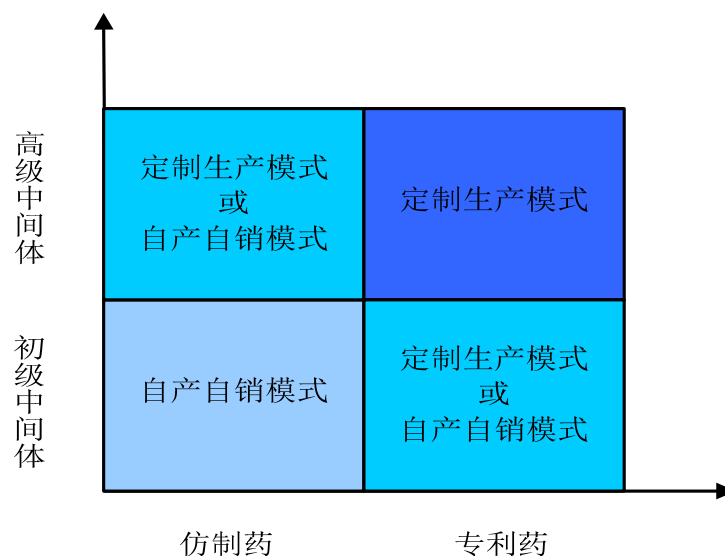 高级中间体
定制生产模式
或
自产自销模式
定制生产模式
初级中间体
自产自销模式
定制生产模式
或
自产自销模式
仿制药
专利药